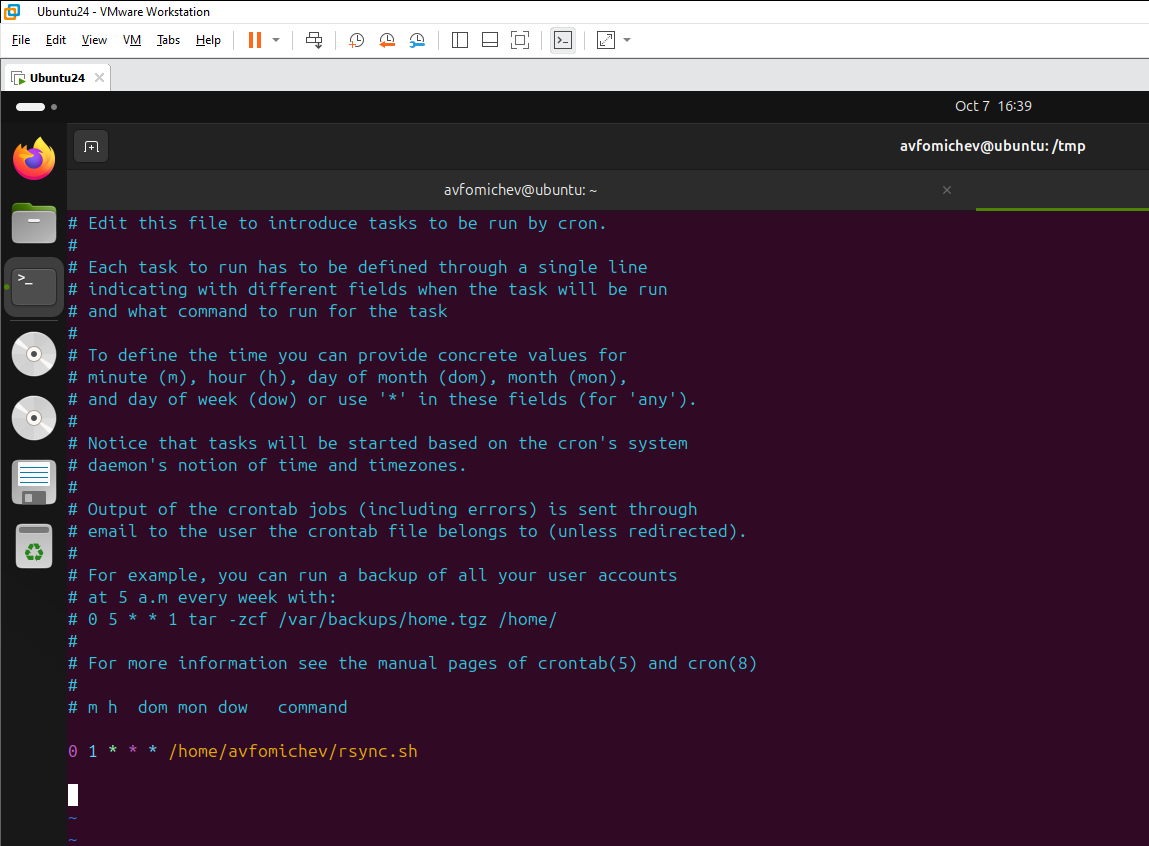 Ubuntu24 - VMware Workstation
File Edit View VM Tabs Help
Ubuntu24
Oct 7 16:39
avfomichev@ubuntu: /tmp
avfomichev@ubuntu: ~
# Edit this file to introduce tasks to be run by cron.
#
# Each task to run has to be defined through a single line
# indicating with different fields when the task will be run
# and what command to run for the task
#
# To define the time you can provide concrete values for
# minute (m), hour (h), day of month (dom), month (mon),
# and day of week (dow) or use '*' in these fields (for 'any').
#
# Notice that tasks will be started based on the cron's system
# daemon's notion of time and timezones.
#
# Output of the crontab jobs (including errors) is sent through
# email to the user the crontab file belongs to (unless redirected).
#
# For example, you can run a backup of all your user accounts
# at 5 a.m every week with:
# 0 5 * * 1 tar -zcf /var/backups/home.tgz /home/
#
# For more information see the manual pages of crontab(5) and cron(8)
#
# m h  dom mon dow   command
0 1 * * * /home/avfomichev/rsync.sh
~
~